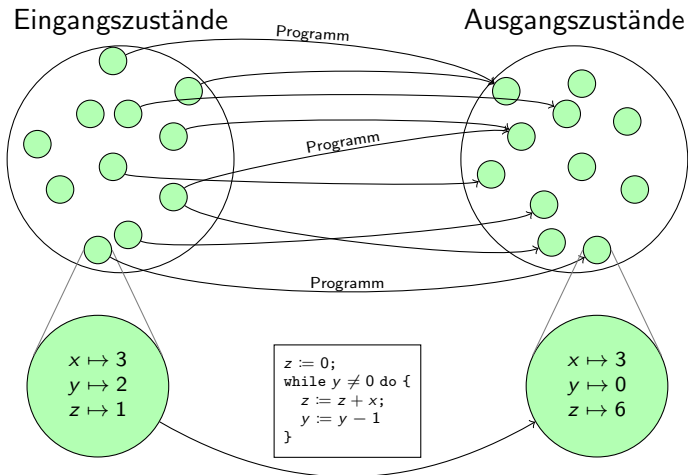 Eingangszustände
Ausgangszustände
Programm
Programm
Programm
x ↦ 3
y ↦ 2
z ↦ 1
z := 0;
while y ≠ 0 do {
z := z + x;
y := y − 1
}
x ↦ 3
y ↦ 0
z ↦ 6